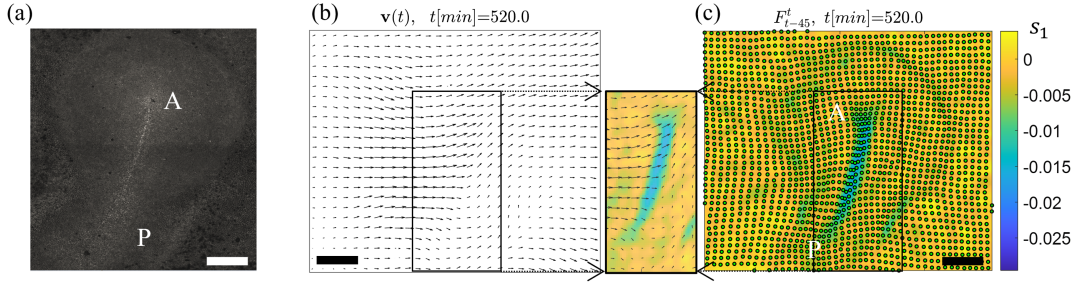 (a)
(b)
v(t), t[min]=520.0
(c)
F^t_{t−45}, t[min]=520.0
s₁
A
P
A
P
0
-0.005
-0.01
-0.015
-0.02
-0.025